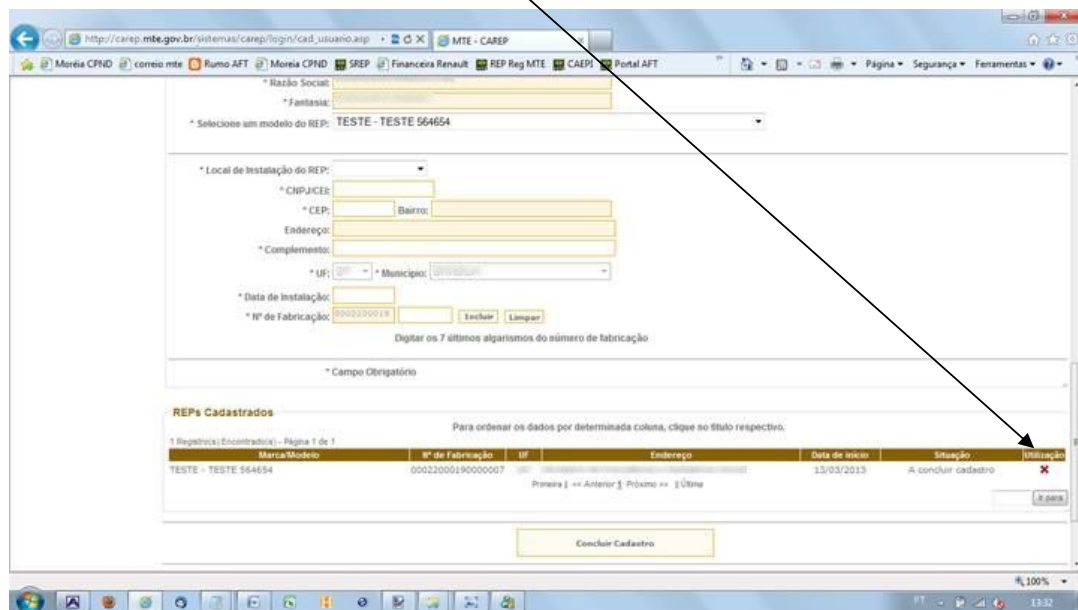 http://carep.mte.gov.br/sistemas/carep/login/cad_usuario.asp
MTE - CAREP
Moréia CPND correio mte Rumo AFT Moreia CPND SREP Financeira Renault REP Reg MTE CAEPI Portal AFT Página Segurança Ferramentas
* Razão Social:
* Fantasia:
* Selecione um modelo do REP: TESTE - TESTE 564654
* Local de Instalação do REP:
* CNPJ/CEI:
* CEP: Bairro:
Endereço:
* Complemento:
* UF: * Município:
* Data de Instalação:
* Nº de Fabricação: Incluir Limpar
Digitar os 7 últimos algarismos do número de fabricação
* Campo Obrigatório
REPs Cadastrados
Para ordenar os dados por determinada coluna, clique no título respectivo.
1 Registro(s) Encontrado(s) - Página 1 de 1
Marca/Modelo Nº de Fabricação UF Endereço Data de início Situação Utilização
TESTE - TESTE 564654 00022000190000007 13/03/2013 A concluir cadastro
Primeira | << Anterior 1 Próximo >> | Última
Ir para
Concluir Cadastro
100%
PT 13:32